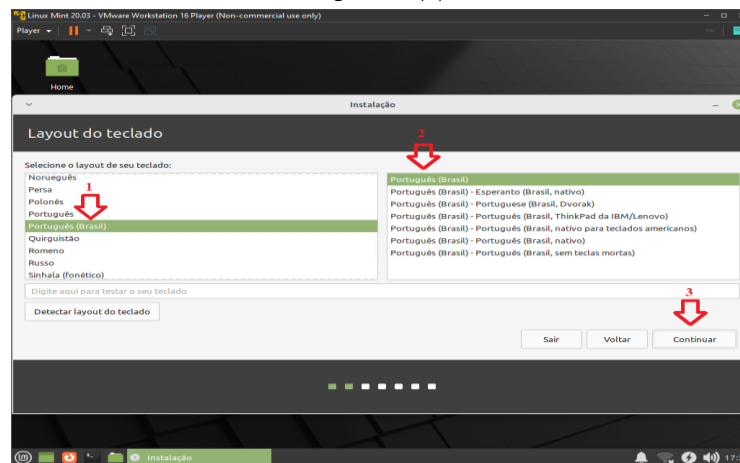 Linux Mint 20.03 - VMware Workstation 16 Player (Non-commercial use only)
Player
Home
Instalação
Layout do teclado
2
Selecione o layout de seu teclado:
Norueguês
Persa
1
Polonês
Português
Português (Brasil)
Quirguistão
Romeno
Russo
Sinhala (fonético)
Português (Brasil)
Português (Brasil) - Esperanto (Brasil, nativo)
Português (Brasil) - Portuguese (Brasil, Dvorak)
Português (Brasil) - Português (Brasil, ThinkPad da IBM/Lenovo)
Português (Brasil) - Português (Brasil, nativo para teclados americanos)
Português (Brasil) - Português (Brasil, nativo)
Português (Brasil) - Português (Brasil, sem teclas mortas)
Digite aqui para testar o seu teclado
3
Detectar layout do teclado
Sair
Voltar
Continuar
Instalação